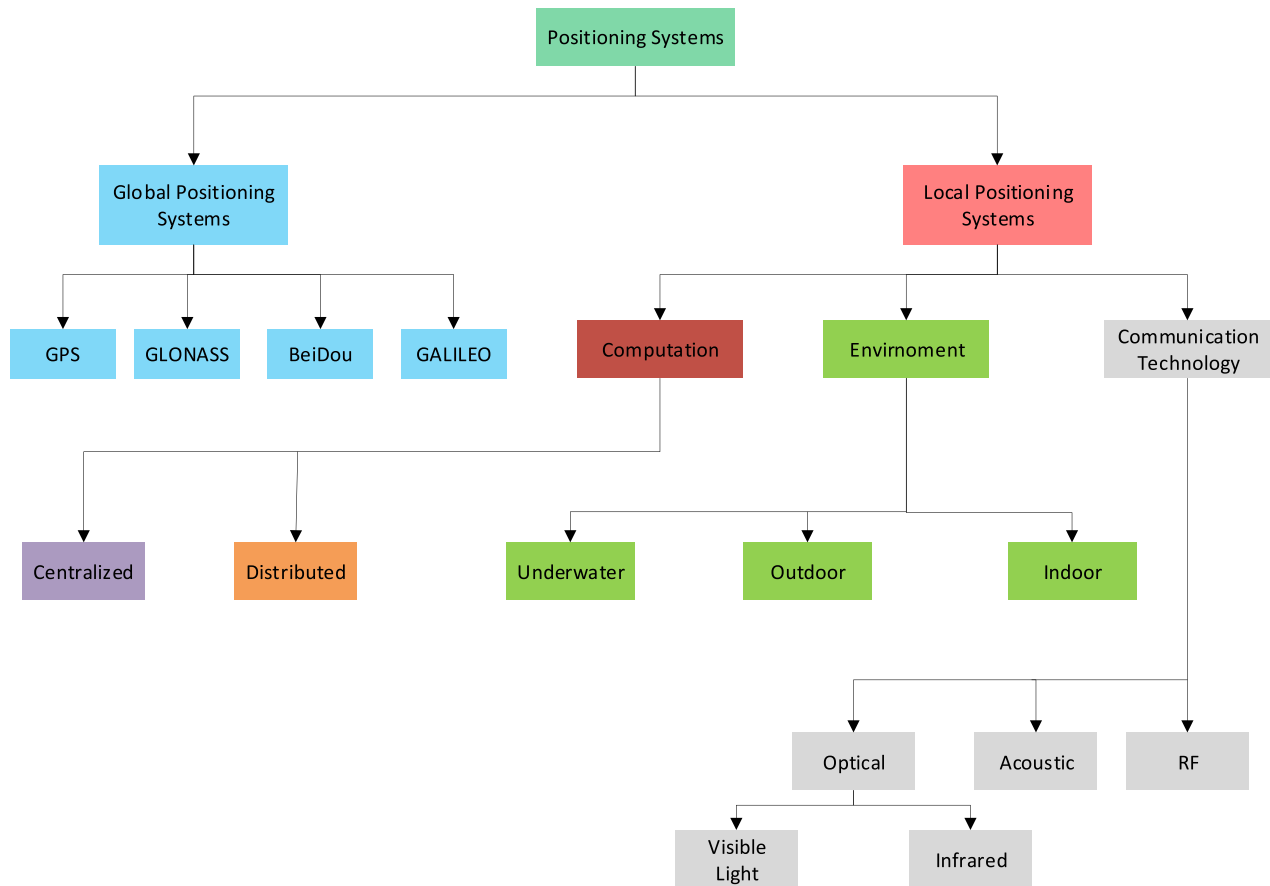 Positioning Systems
Global Positioning
Systems
Local Positioning
Systems
GPS
GLONASS
BeiDou
GALILEO
Computation
Envirnoment
Communication
Technology
Centralized
Distributed
Underwater
Outdoor
Indoor
Optical
Acoustic
RF
Visible
Light
Infrared